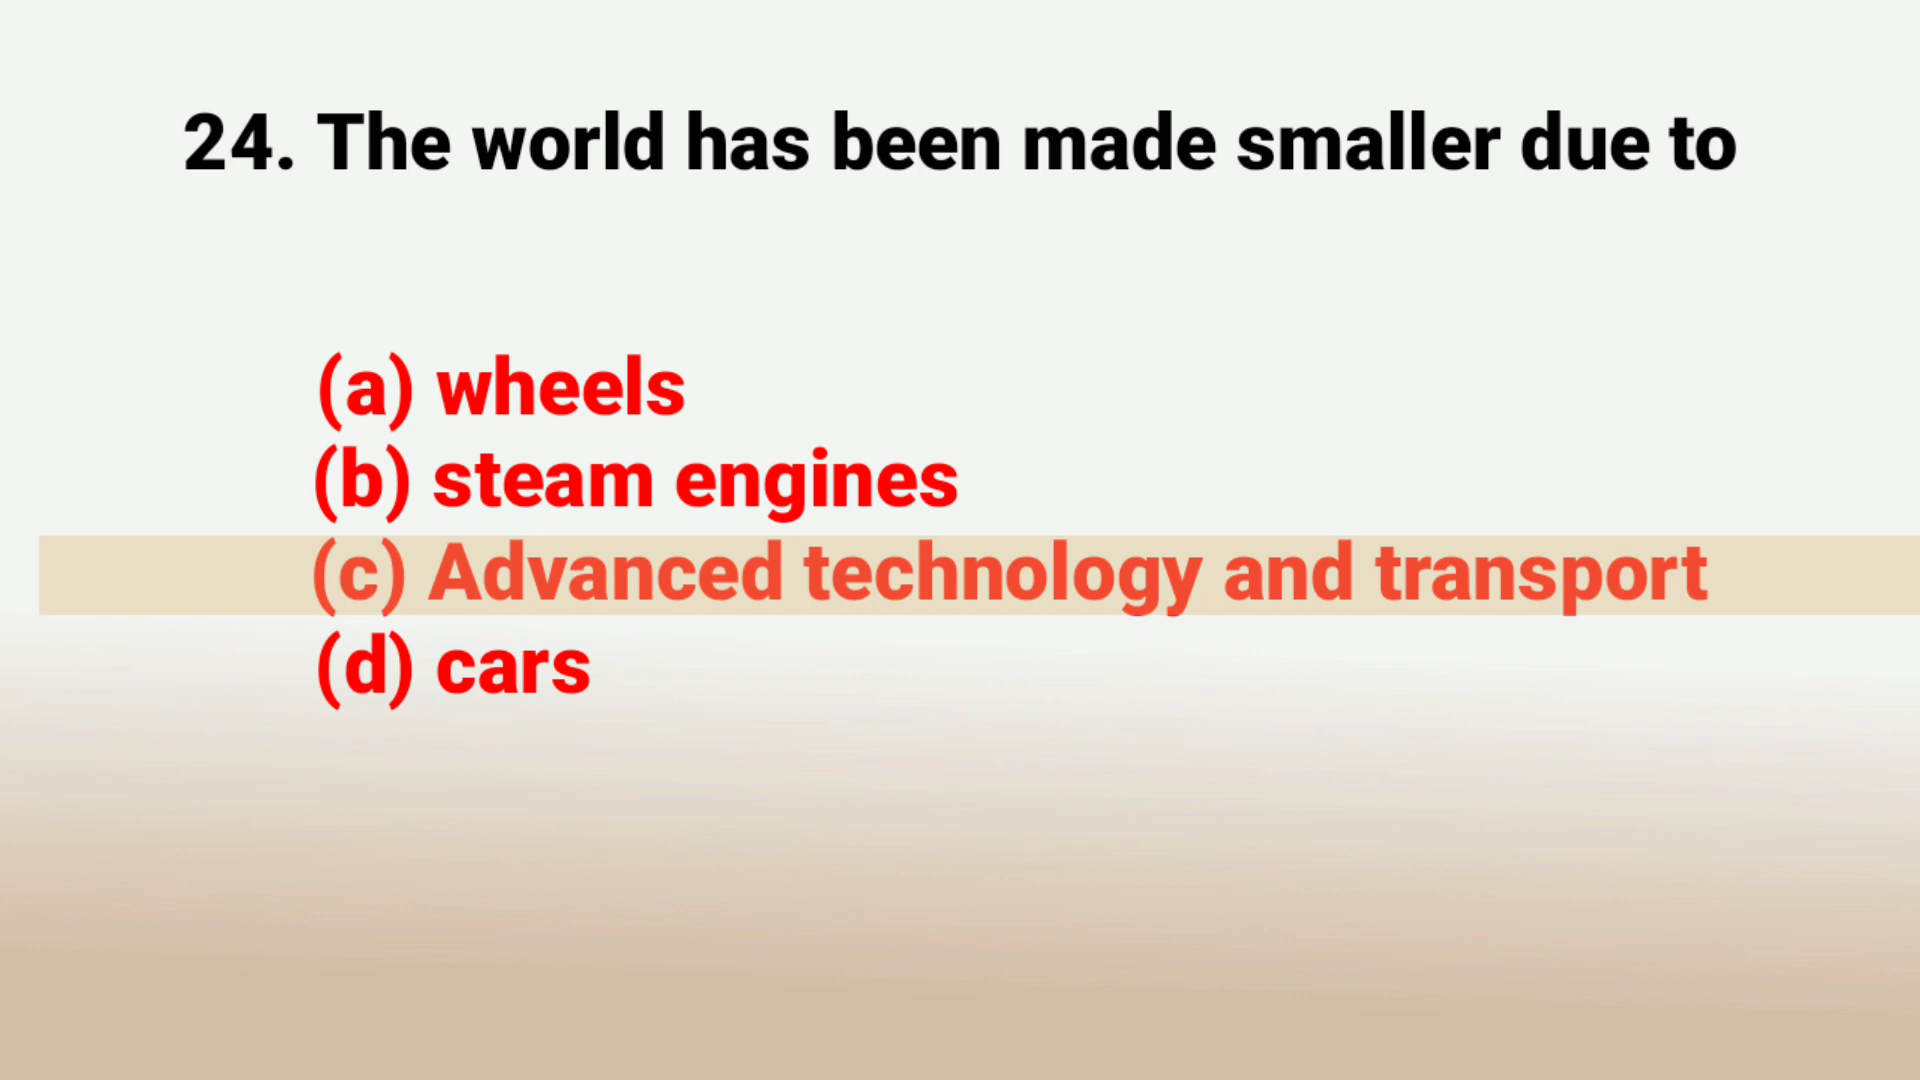 24. The world has been made smaller due to
(a) wheels
(b) steam engines
(c) Advanced technology and transport
(d) cars